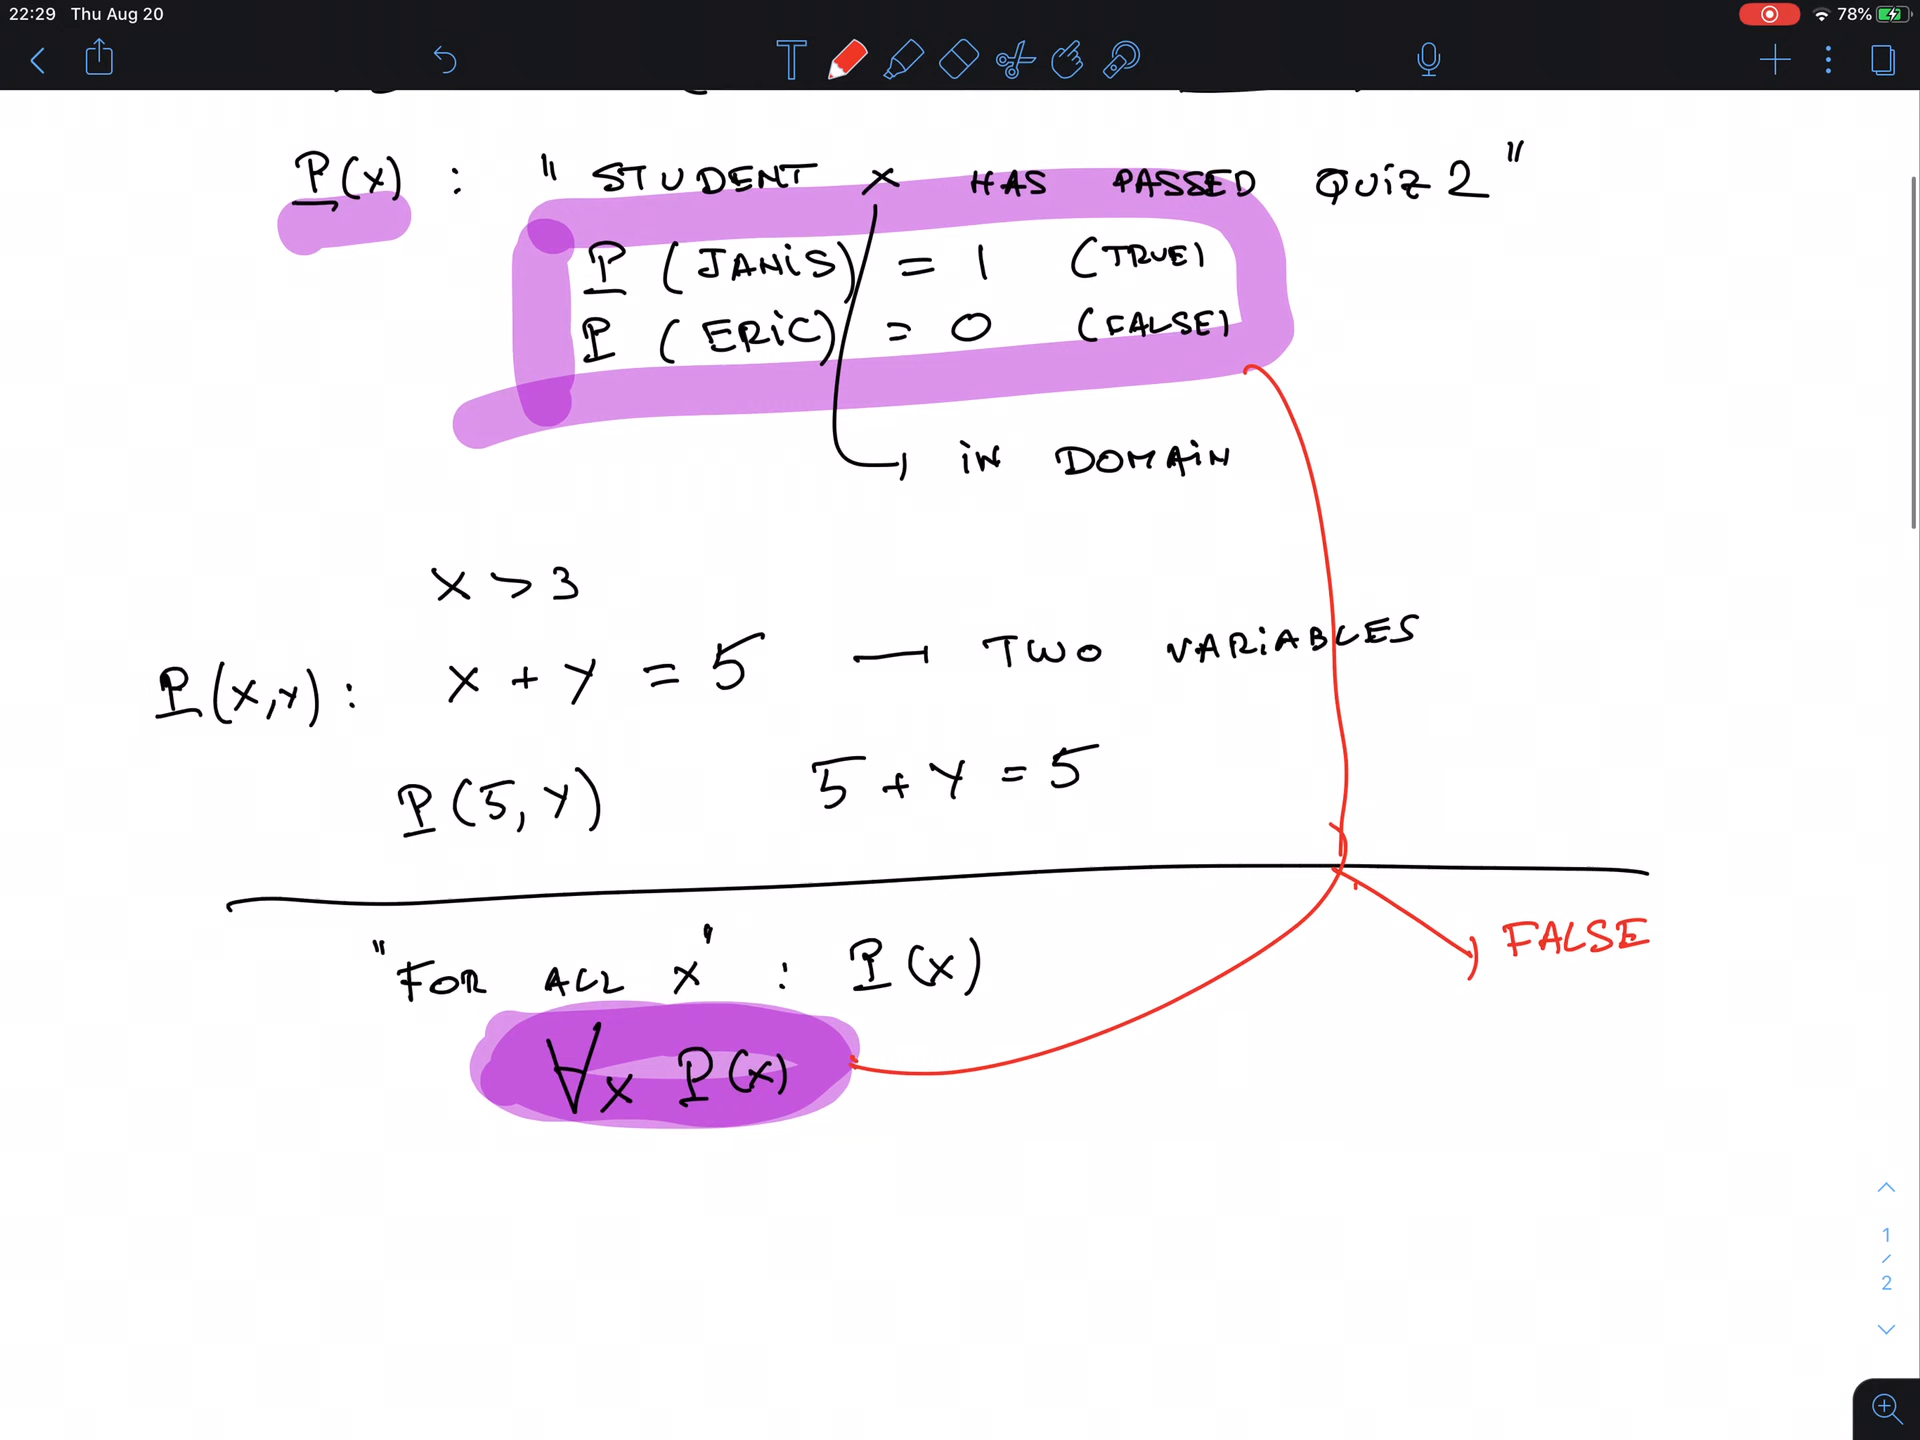 22:29 Thu Aug 20
78%
P(x) : "STUDENT x HAS PASSED QUIZ 2"
P (JANIS) = 1 (TRUE)
P (ERIC) = 0 (FALSE)
IN DOMAIN
x > 3
P(x,y): x + y = 5 — TWO VARIABLES
P(5, y) 5 + y = 5
FALSE
"FOR ALL x" : P(x)
∀x P(x)
1
/
2